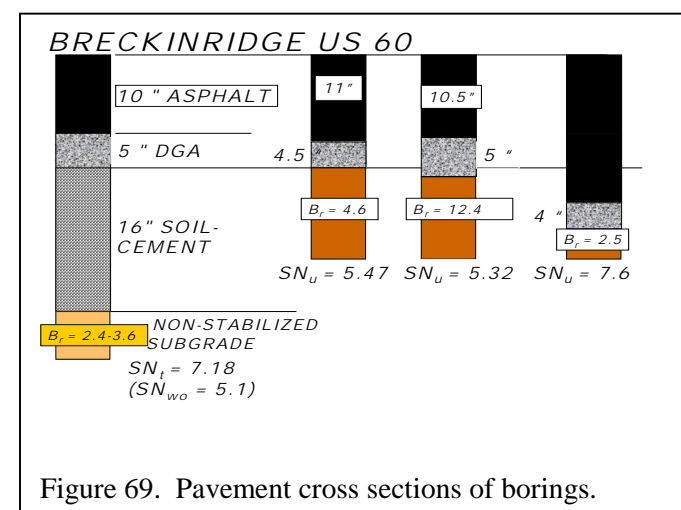 BRECKINRIDGE US 60
10 " ASPHALT
5 " DGA
16" SOIL-
CEMENT
Br = 2.4-3.6
NON-STABILIZED
SUBGRADE
SNt = 7.18
(SNwo = 5.1)
11"
4.5 "
Br = 4.6
SNu = 5.47
10.5"
5 "
Br = 12.4
SNu = 5.32
4 "
Br = 2.5
SNu = 7.6
Figure 69. Pavement cross sections of borings.